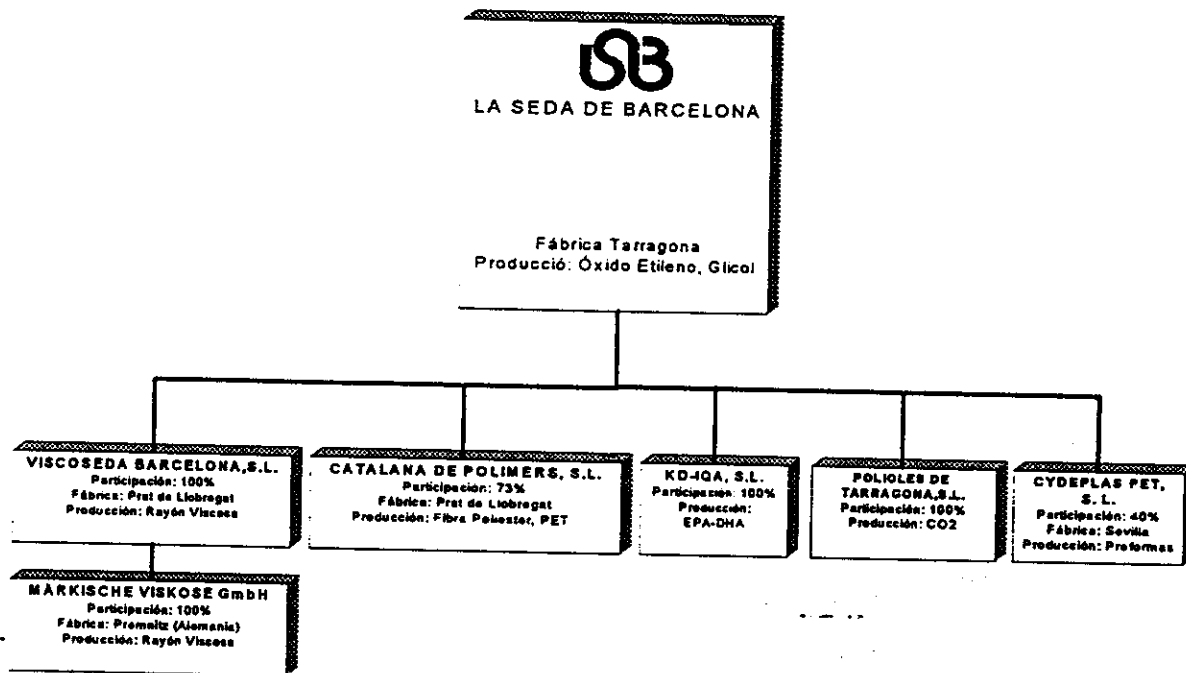 LSB
LA SEDA DE BARCELONA
Fábrica Tarragona
Producció: Óxido Etileno, Glicol
VISCOSEDA BARCELONA,S.L.
Participación: 100%
Fábrica: Prat de Llobregat
Producción: Rayón Viscosa
CATALANA DE POLIMERS, S.L.
Participación: 73%
Fábrica: Prat de Llobregat
Producción: Fibra Poliester, PET
KD-IQA, S.L.
Participación: 100%
Producción:
EPA-DHA
POLIOLES DE
TARRAGONA,S.L.
Participación: 100%
Producción: CO2
CYDEPLAS PET,
S. L.
Participación: 40%
Fábrica: Sevilla
Producción: Preformas
MÄRKISCHE VISKOSE GmbH
Participación: 100%
Fábrica: Premnitz (Alemania)
Producción: Rayón Viscosa